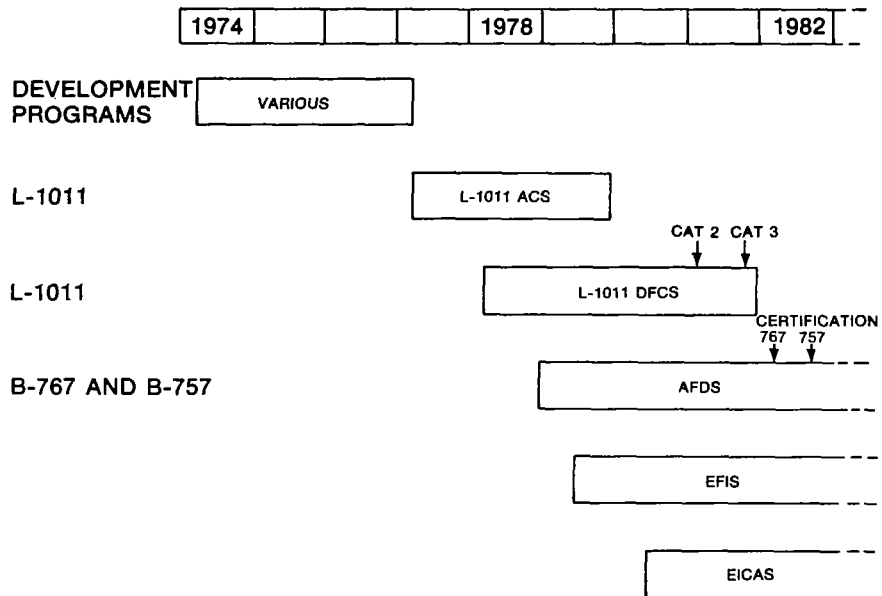 1974 1978 1982
DEVELOPMENT
PROGRAMS
VARIOUS
L-1011
L-1011 ACS
CAT 2 CAT 3
L-1011
L-1011 DFCS
CERTIFICATION
767 757
B-767 AND B-757
AFDS
EFIS
EICAS